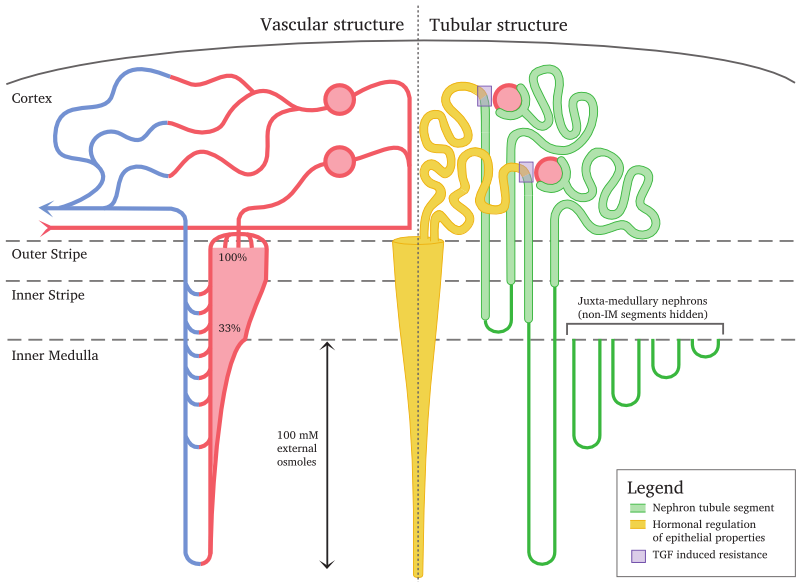 Vascular structure
Tubular structure
Cortex
Outer Stripe
100%
Inner Stripe
Juxta-medullary nephrons
(non-IM segments hidden)
33%
Inner Medulla
100 mM
external
osmoles
Legend
Nephron tubule segment
Hormonal regulation
of epithelial properties
TGF induced resistance